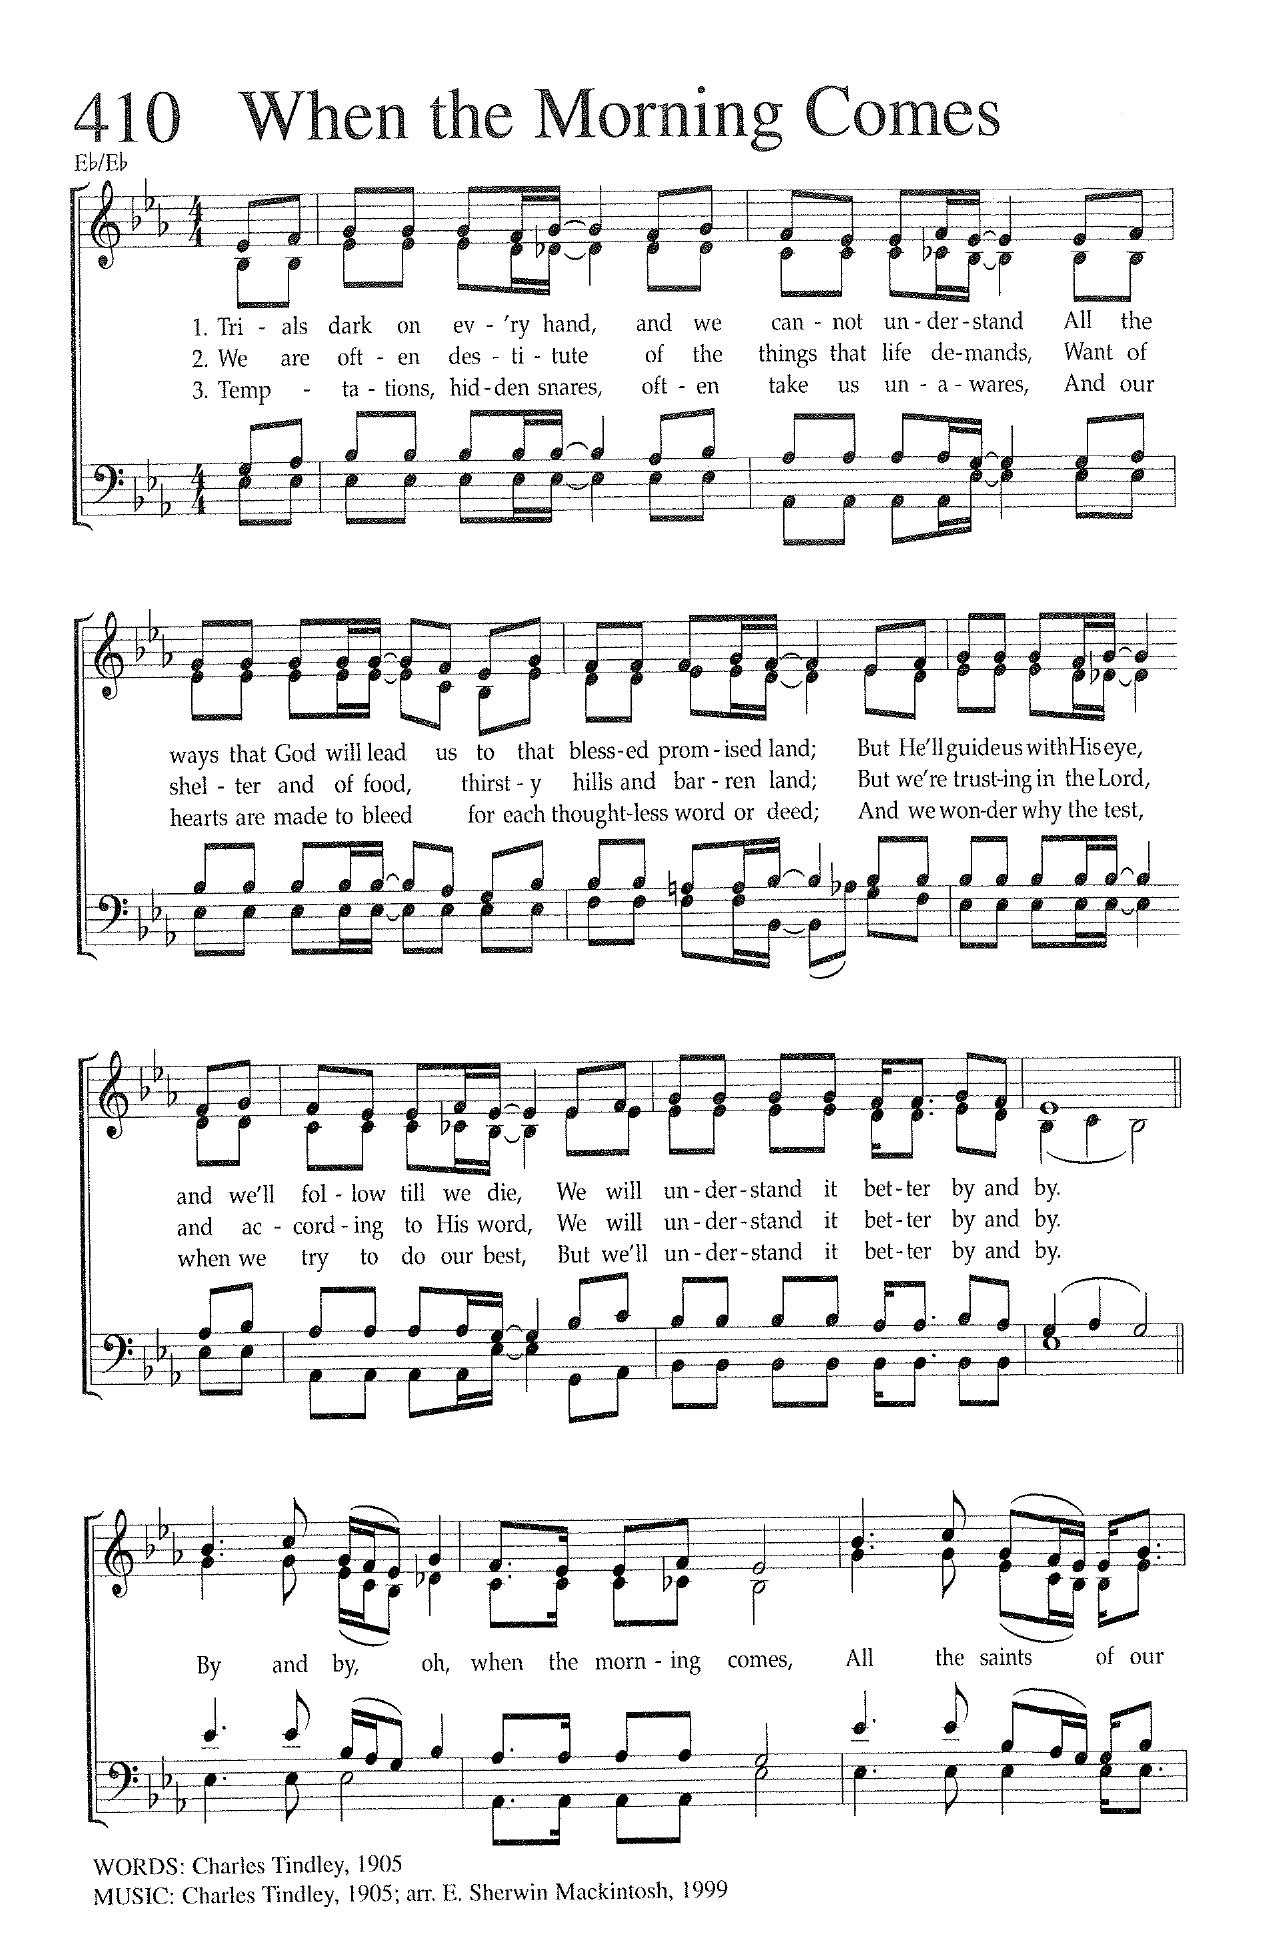 410 When the Morning Comes
E♭/E♭
1. Tri - als dark on ev - 'ry hand, and we can - not un - der - stand All the
2. We are oft - en des - ti - tute of the things that life de - mands, Want of
3. Temp - ta - tions, hid - den snares, oft - en take us un - a - wares, And our
ways that God will lead us to that bless - ed prom - ised land; But He'll guide us with His eye,
shel - ter and of food, thirst - y hills and bar - ren land; But we're trust - ing in the Lord,
hearts are made to bleed for each thought - less word or deed; And we won - der why the test,
and we'll fol - low till we die, We will un - der - stand it bet - ter by and by.
and ac - cord - ing to His word, We will un - der - stand it bet - ter by and by.
when we try to do our best, But we'll un - der - stand it bet - ter by and by.
By and by, oh, when the morn - ing comes, All the saints of our
WORDS: Charles Tindley, 1905
MUSIC: Charles Tindley, 1905; arr. E. Sherwin Mackintosh, 1999